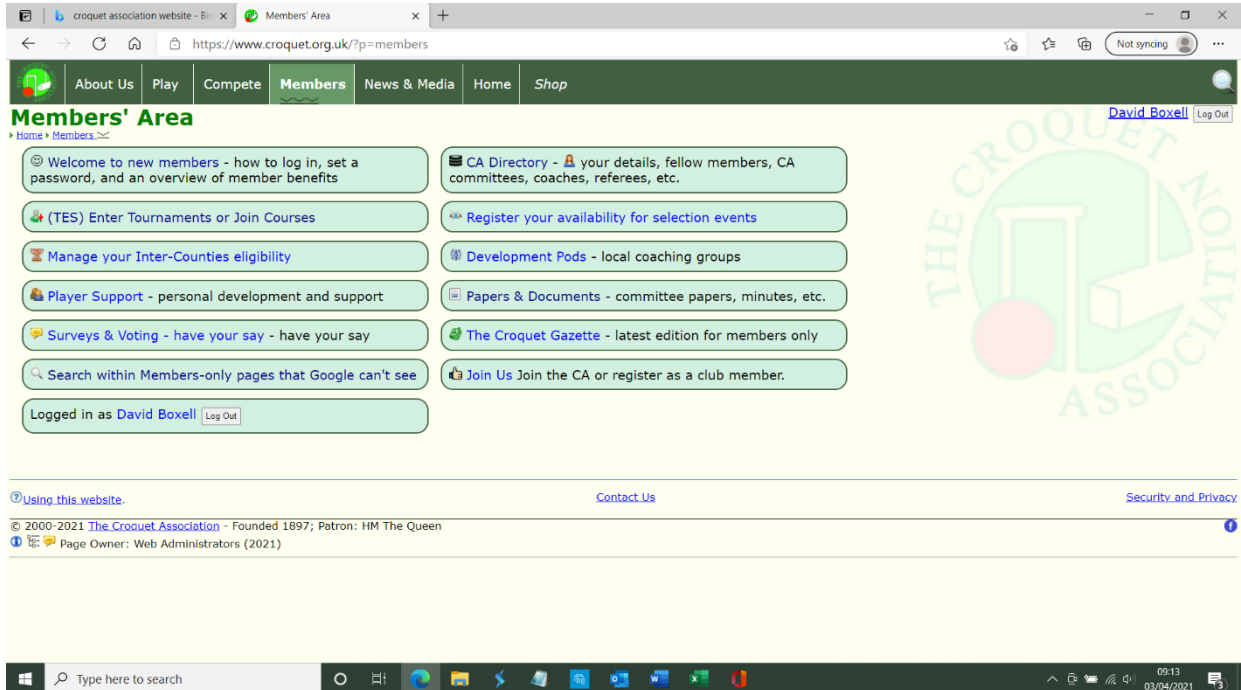 croquet association website - Bin
Members' Area
https://www.croquet.org.uk/?p=members
Not syncing
About Us
Play
Compete
Members
News & Media
Home
Shop
Members' Area
David Boxell
Log Out
Home
Members
Welcome to new members - how to log in, set a
password, and an overview of member benefits
CA Directory - your details, fellow members, CA
committees, coaches, referees, etc.
(TES) Enter Tournaments or Join Courses
Register your availability for selection events
Manage your Inter-Counties eligibility
Development Pods - local coaching groups
Player Support - personal development and support
Papers & Documents - committee papers, minutes, etc.
Surveys & Voting - have your say - have your say
The Croquet Gazette - latest edition for members only
Search within Members-only pages that Google can't see
Join Us Join the CA or register as a club member.
Logged in as David Boxell Log Out
THE CROQUET ASSOCIATION
Using this website.
Contact Us
Security and Privacy
© 2000-2021 The Croquet Association - Founded 1897; Patron: HM The Queen
Page Owner: Web Administrators (2021)
Type here to search
09:13
03/04/2021
3